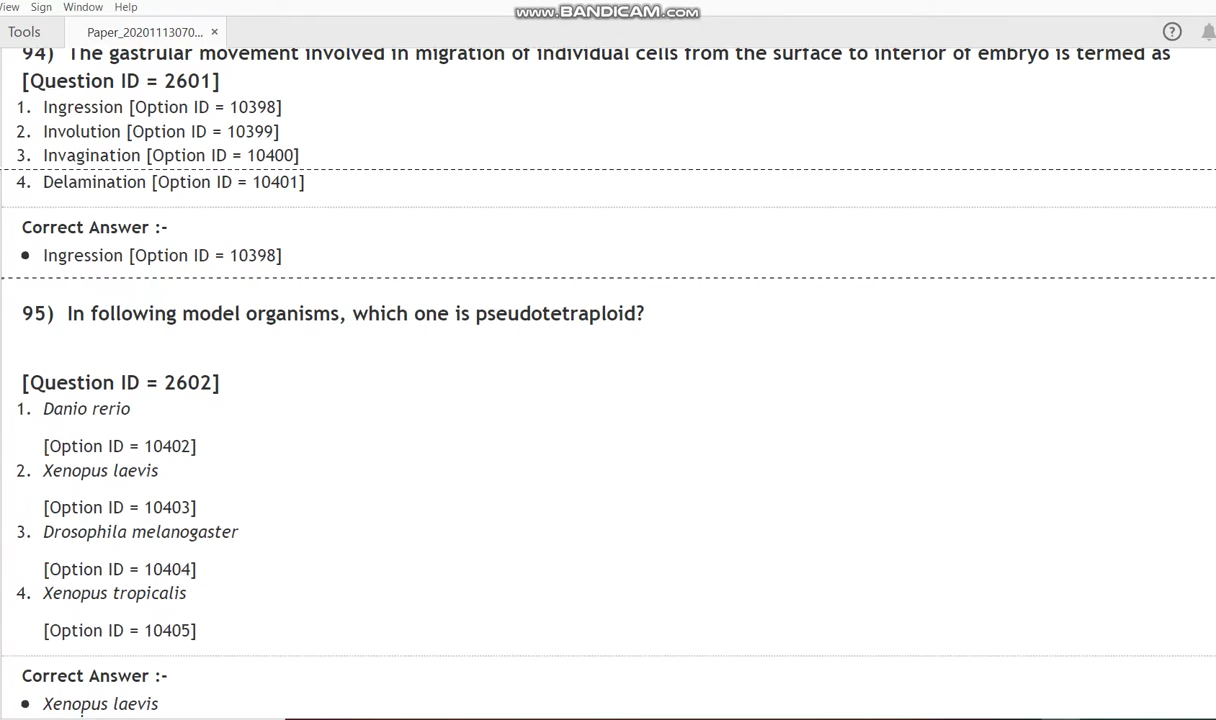 View Sign Window Help
www.BANDICAM.com
Tools Paper_20201113070... ×
94) The gastrular movement involved in migration of individual cells from the surface to interior of embryo is termed as
[Question ID = 2601]
1. Ingression [Option ID = 10398]
2. Involution [Option ID = 10399]
3. Invagination [Option ID = 10400]
4. Delamination [Option ID = 10401]
Correct Answer :-
• Ingression [Option ID = 10398]
95) In following model organisms, which one is pseudotetraploid?
[Question ID = 2602]
1. Danio rerio
[Option ID = 10402]
2. Xenopus laevis
[Option ID = 10403]
3. Drosophila melanogaster
[Option ID = 10404]
4. Xenopus tropicalis
[Option ID = 10405]
Correct Answer :-
• Xenopus laevis